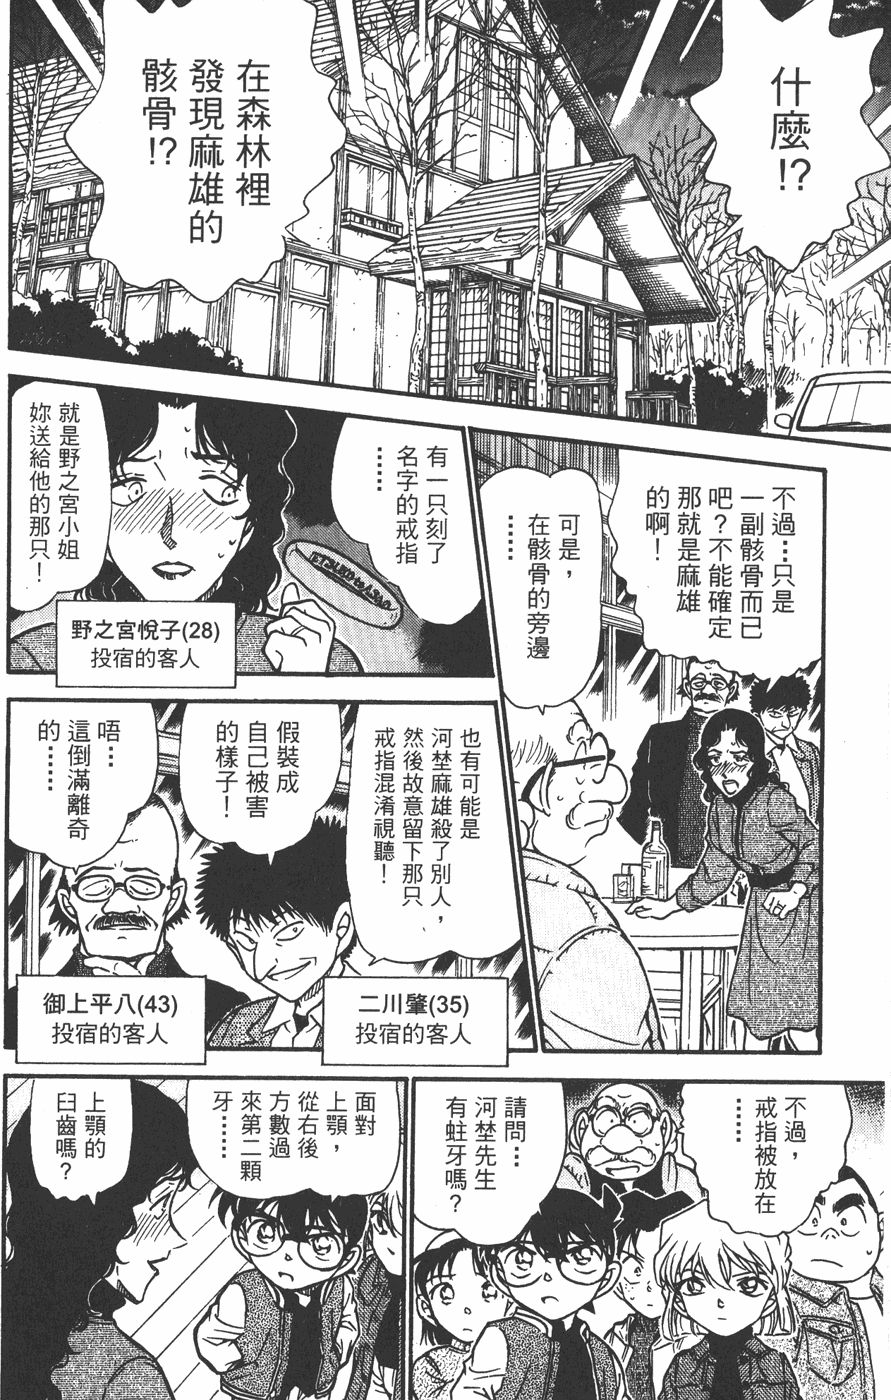 什麼!?
在森林裡
發現麻雄的
骸骨!?
不過…只是
一副骸骨而已
吧?不能確定
那就是麻雄
的啊!
可是,
在骸骨的旁邊
……
有一只刻了
名字的戒指
……
就是野之宮小姐
妳送給他的那只!
野之宮悅子(28)
投宿的客人
也有可能是
河埜麻雄殺了別人,
然後故意留下那只
戒指混淆視聽!
假裝成
自己被害
的樣子!
二川肇(35)
投宿的客人
唔…
這倒滿離奇
的……
御上平八(43)
投宿的客人
不過,
戒指被放在
……
請問…
河埜先生
有蛀牙嗎?
面對
上顎,
從右後
方數過
來第二顆
牙……
上顎的
臼齒嗎?